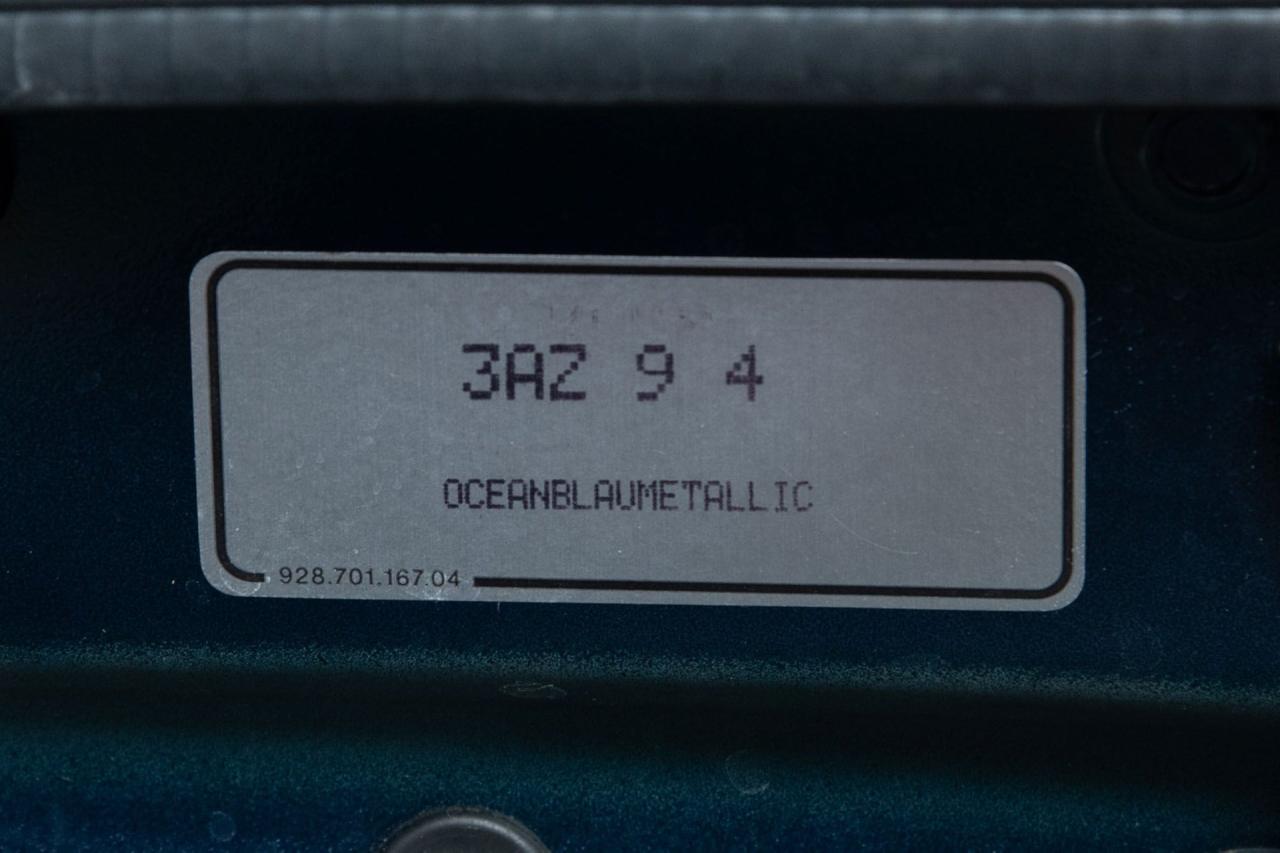 3AZ 9 4
OCEANBLAUMETALLIC
928.701.167.04